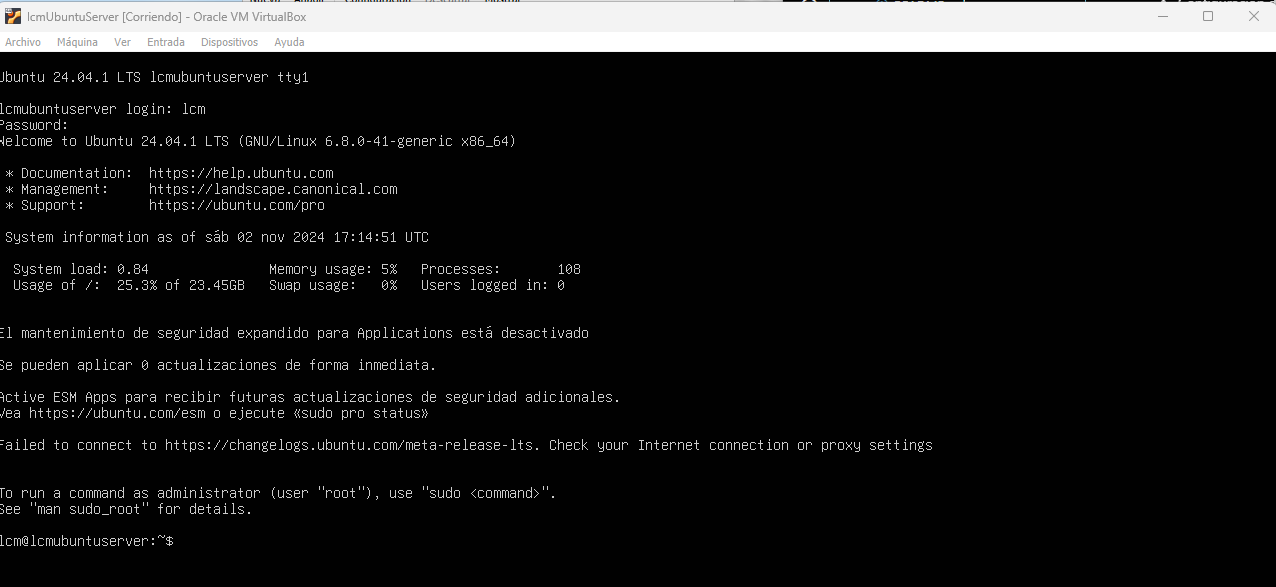 lcmUbuntuServer [Corriendo] - Oracle VM VirtualBox
Archivo Máquina Ver Entrada Dispositivos Ayuda
Ubuntu 24.04.1 LTS lcmubuntuserver tty1
lcmubuntuserver login: lcm
Password:
Welcome to Ubuntu 24.04.1 LTS (GNU/Linux 6.8.0-41-generic x86_64)
* Documentation: https://help.ubuntu.com
* Management: https://landscape.canonical.com
* Support: https://ubuntu.com/pro
System information as of sáb 02 nov 2024 17:14:51 UTC
System load: 0.84 Memory usage: 5% Processes: 108
Usage of /: 25.3% of 23.45GB Swap usage: 0% Users logged in: 0
El mantenimiento de seguridad expandido para Applications está desactivado
Se pueden aplicar 0 actualizaciones de forma inmediata.
Active ESM Apps para recibir futuras actualizaciones de seguridad adicionales.
Vea https://ubuntu.com/esm o ejecute «sudo pro status»
Failed to connect to https://changelogs.ubuntu.com/meta-release-lts. Check your Internet connection or proxy settings
To run a command as administrator (user "root"), use "sudo <command>".
See "man sudo_root" for details.
lcm@lcmubuntuserver:~$